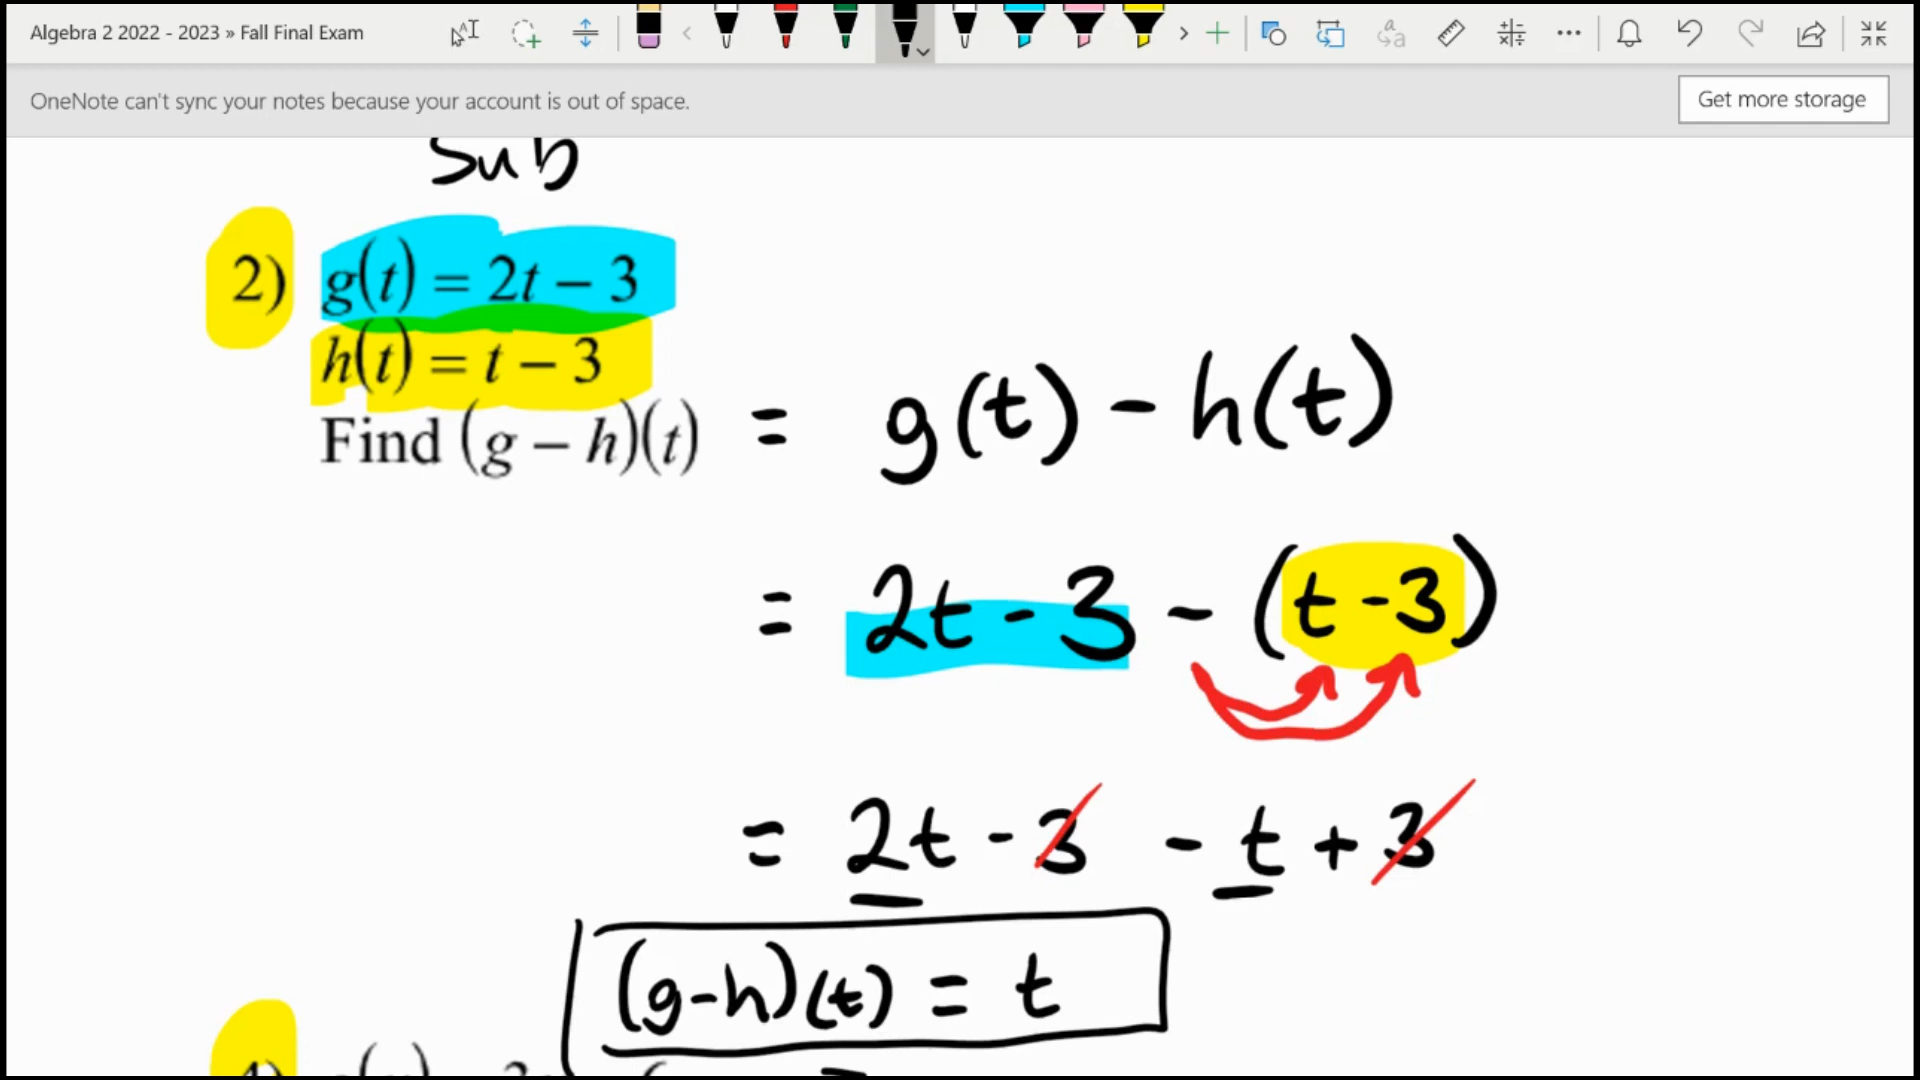 Algebra 2 2022 - 2023 » Fall Final Exam
OneNote can't sync your notes because your account is out of space.
Get more storage
Sub
2) g(t) = 2t – 3
h(t) = t – 3
Find (g – h)(t) = g(t) - h(t)
= 2t - 3 - (t - 3)
= 2t - 3 - t + 3
(g-h)(t) = t
4)